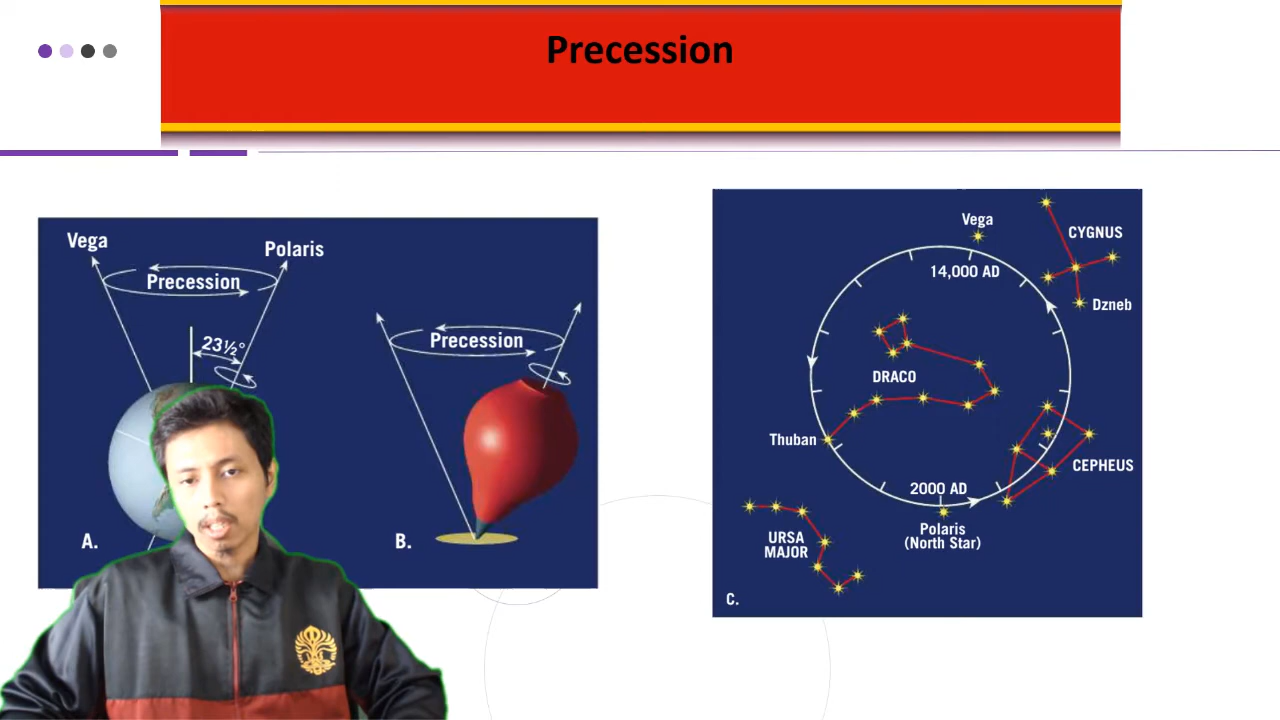 Precession
Vega
Polaris
Precession
23½°
A.
Precession
B.
Vega
CYGNUS
14,000 AD
Dzneb
DRACO
Thuban
CEPHEUS
2000 AD
Polaris
(North Star)
URSA
MAJOR
C.